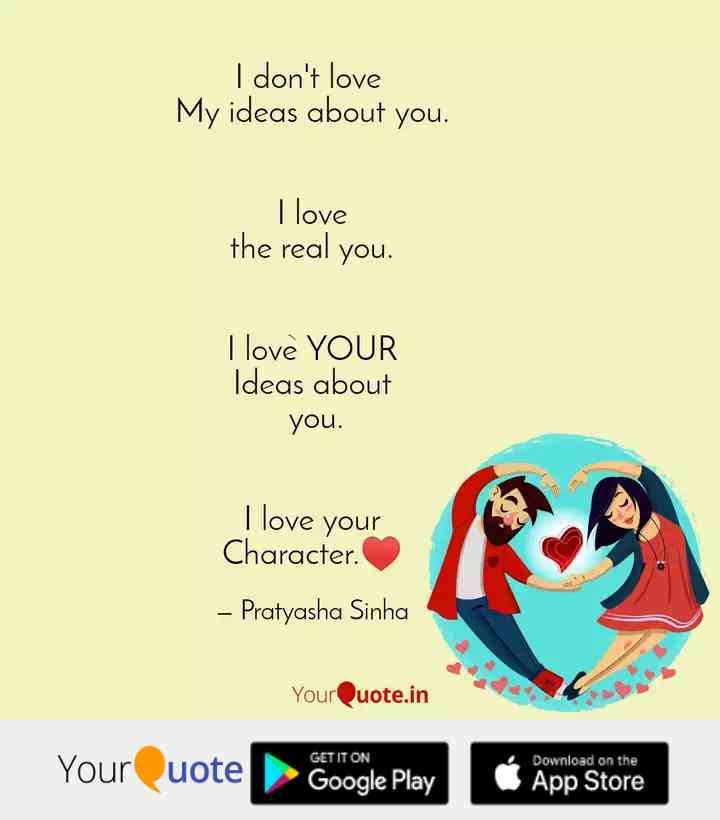 I don't love
My ideas about you.
I love
the real you.
I lovè YOUR
Ideas about
you.
I love your
Character.❤️
– Pratyasha Sinha
YourQuote.in
YourQuote
GET IT ON
Google Play
Download on the
App Store